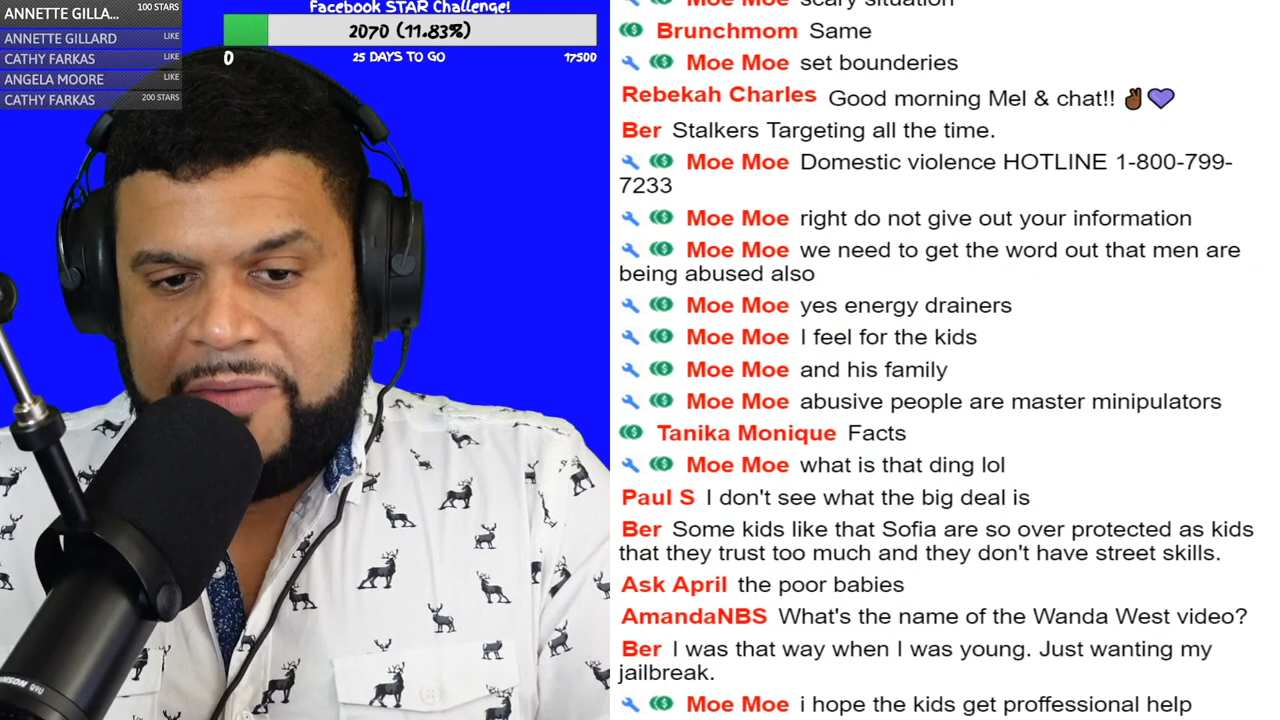 Facebook STAR Challenge!
2070 (11.83%)
0 25 DAYS TO GO 17500
ANNETTE GILLA... 100 STARS
ANNETTE GILLARD LIKE
CATHY FARKAS LIKE
ANGELA MOORE LIKE
CATHY FARKAS 200 STARS
Moe Moe scary situation
Brunchmom Same
Moe Moe set bounderies
Rebekah Charles Good morning Mel & chat!! ✌🏾💜
Ber Stalkers Targeting all the time.
Moe Moe Domestic violence HOTLINE 1-800-799-
7233
Moe Moe right do not give out your information
Moe Moe we need to get the word out that men are
being abused also
Moe Moe yes energy drainers
Moe Moe I feel for the kids
Moe Moe and his family
Moe Moe abusive people are master minipulators
Tanika Monique Facts
Moe Moe what is that ding lol
Paul S I don't see what the big deal is
Ber Some kids like that Sofia are so over protected as kids
that they trust too much and they don't have street skills.
Ask April the poor babies
AmandaNBS What's the name of the Wanda West video?
Ber I was that way when I was young. Just wanting my
jailbreak.
Moe Moe i hope the kids get proffessional help